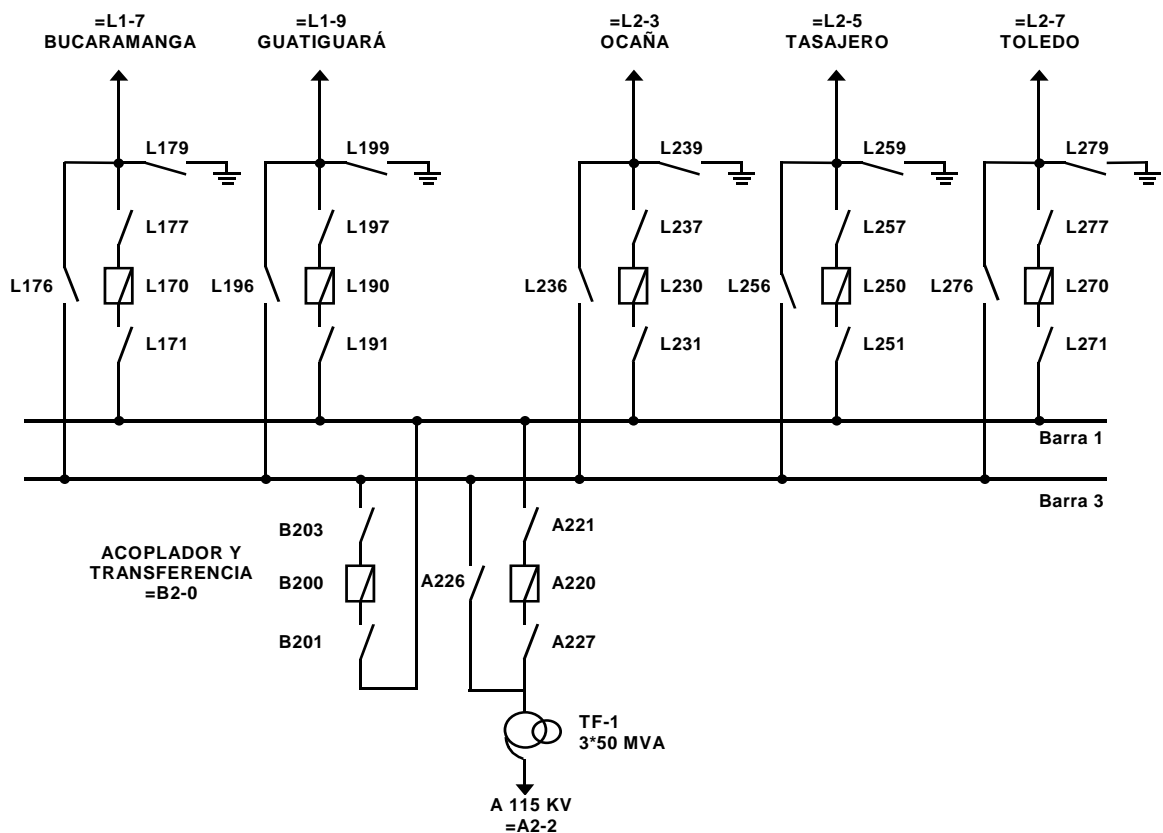 =L1-7
BUCARAMANGA
=L1-9
GUATIGUARÁ
=L2-3
OCAÑA
=L2-5
TASAJERO
=L2-7
TOLEDO
L179
L199
L239
L259
L279
L177
L197
L237
L257
L277
L176
L170
L196
L190
L236
L230
L256
L250
L276
L270
L171
L191
L231
L251
L271
Barra 1
Barra 3
ACOPLADOR Y
TRANSFERENCIA
=B2-0
B203
B200
B201
A226
A221
A220
A227
TF-1
3*50 MVA
A 115 KV
=A2-2